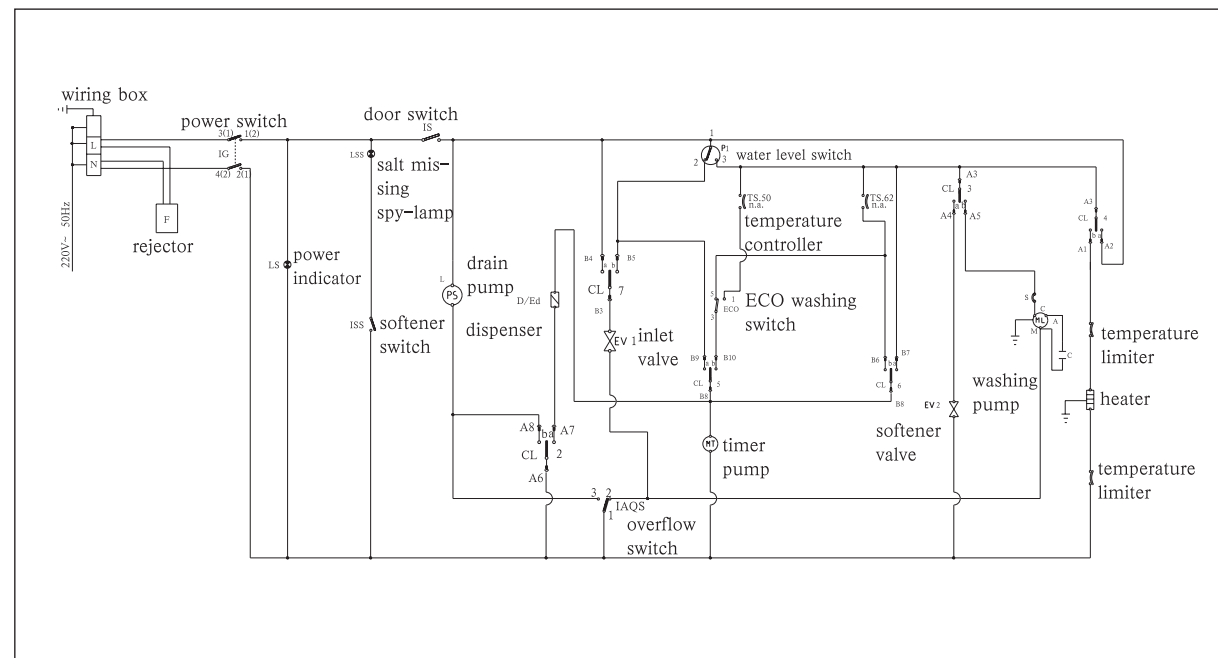 wiring box
power switch
3(1) 1(2)
IG
4(2) 2(1)
L
N
F
rejector
220V~ 50Hz
door switch
IS
LSS
salt mis-
sing
spy-lamp
LS
power
indicator
ISS
softener
switch
L
PS
drain
pump
D/Ed
dispenser
A8 ba A7
CL 2
A6
B4 a b B5
CL 7
B3
EV 1
inlet
valve
3 2
1
IAQS
overflow
switch
1
P1
2 3
water level switch
TS.50
n.a.
temperature
controller
TS.62
n.a.
5 1
ECO
3
ECO washing
switch
B9 a b B10
CL 5
B8
MT
timer
pump
B6 ba B7
CL 6
B8
A3
CL 3
A4 a b A5
EV 2
softener
valve
S
C
ML
A
M
C
washing
pump
A3
CL 4
b a
A1 A2
temperature
limiter
heater
temperature
limiter